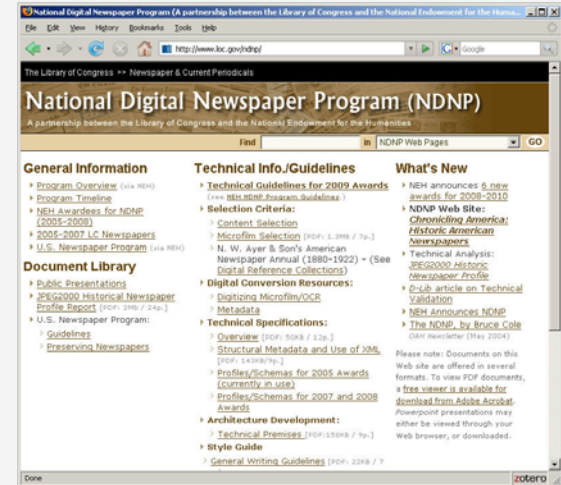 National Digital Newspaper Program (A partnership between the Library of Congress and the National Endowment for the Huma...
File Edit View History Bookmarks Tools Help
http://www.loc.gov/ndnp/
Google
The Library of Congress >> Newspaper & Current Periodicals
National Digital Newspaper Program (NDNP)
A partnership between the Library of Congress and the National Endowment for the Humanities
Find in NDNP Web Pages GO
General Information
Program Overview (via NEH)
Program Timeline
NEH Awardees for NDNP
(2005-2008)
2005-2007 LC Newspapers
U.S. Newspaper Program (via NEH)
Document Library
Public Presentations
JPEG2000 Historical Newspaper
Profile Report [PDF: 2Mb / 24p.]
U.S. Newspaper Program:
Guidelines
Preserving Newspapers
Technical Info./Guidelines
Technical Guidelines for 2009 Awards
(see NEH NDNP Program Guidelines.)
Selection Criteria:
Content Selection
Microfilm Selection [PDF: 1.3Mb / 7p.]
N. W. Ayer & Son's American
Newspaper Annual (1880-1922) - (See
Digital Reference Collections)
Digital Conversion Resources:
Digitizing Microfilm/OCR
Metadata
Technical Specifications:
Overview [PDF: 50KB / 12p.]
Structural Metadata and Use of XML
[PDF: 143KB/9p.]
Profiles/Schemas for 2005 Awards
(currently in use)
Profiles/Schemas for 2007 and 2008
Awards
Architecture Development:
Technical Premises [PDF:158KB / 9p.]
Style Guide
General Writing Guidelines [PDF: 22KB / 7
What's New
NEH announces 6 new
awards for 2008-2010
NDNP Web Site:
Chronicling America:
Historic American
Newspapers
Technical Analysis:
JPEG2000 Historic
Newspaper Profile
D-Lib article on Technical
Validation
NEH Announces NDNP
The NDNP, by Bruce Cole
OAH Newsletter (May 2004)
Please note: Documents on this
Web site are offered in several
formats. To view PDF documents,
a free viewer is available for
download from Adobe Acrobat.
Powerpoint presentations may
either be viewed through your
Web browser, or downloaded.
Done
zotero